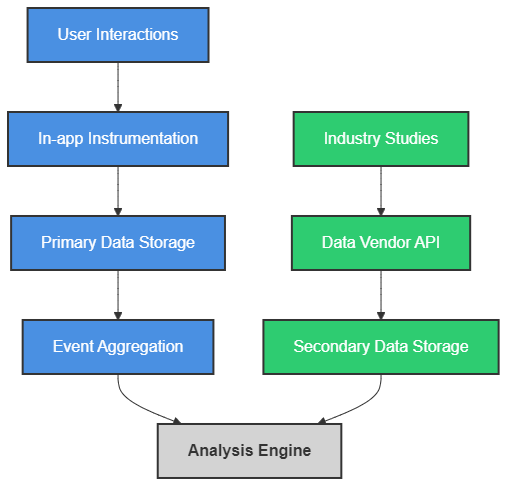 User Interactions
In-app Instrumentation
Industry Studies
Primary Data Storage
Data Vendor API
Event Aggregation
Secondary Data Storage
Analysis Engine